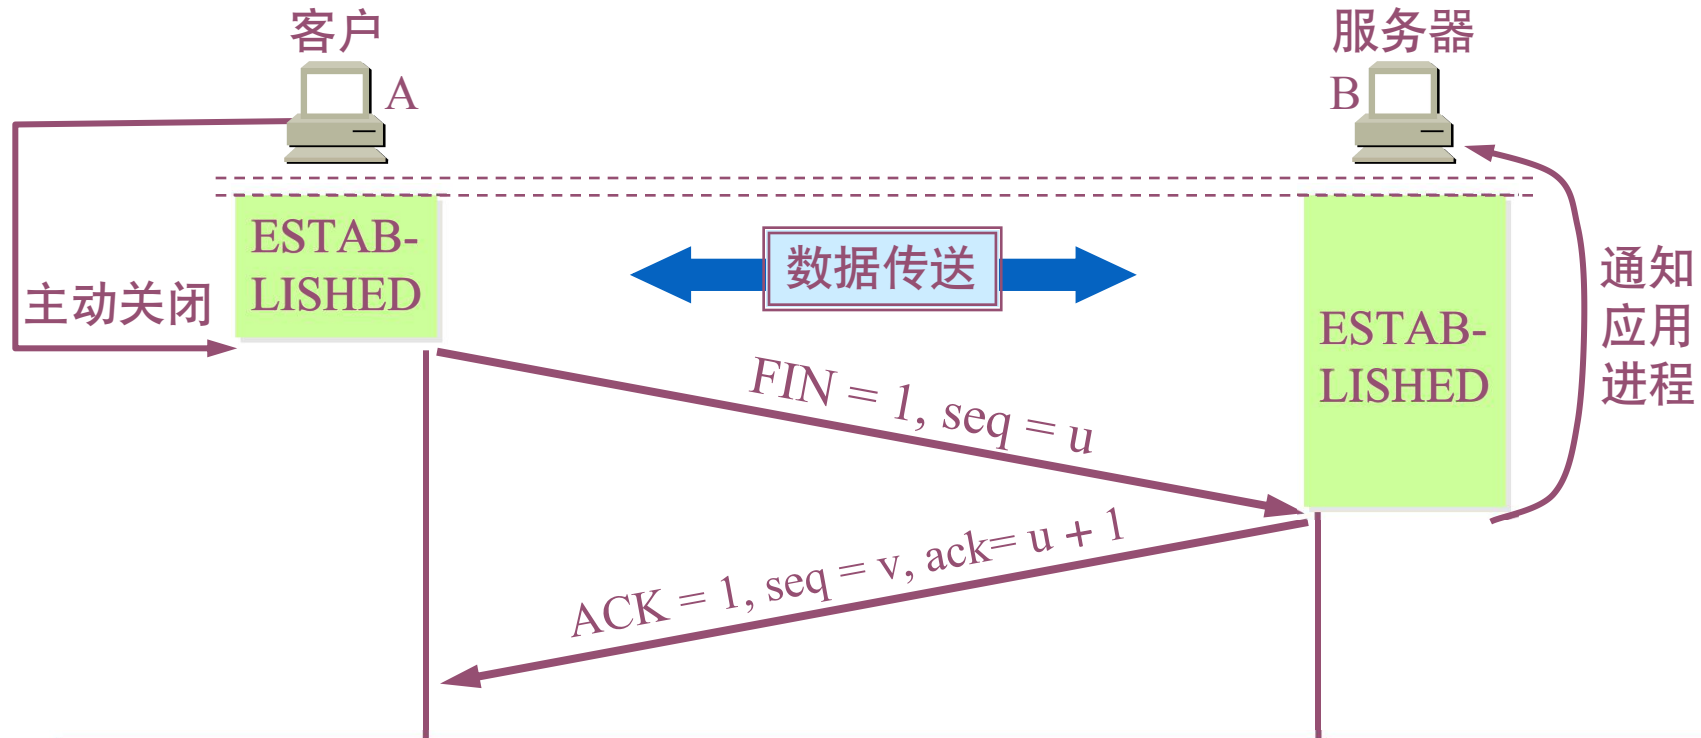 客户
服务器
A
B
ESTAB-
LISHED
数据传送
主动关闭
通知
应用
进程
ESTAB-
LISHED
FIN = 1, seq = u
ACK = 1, seq = v, ack= u + 1